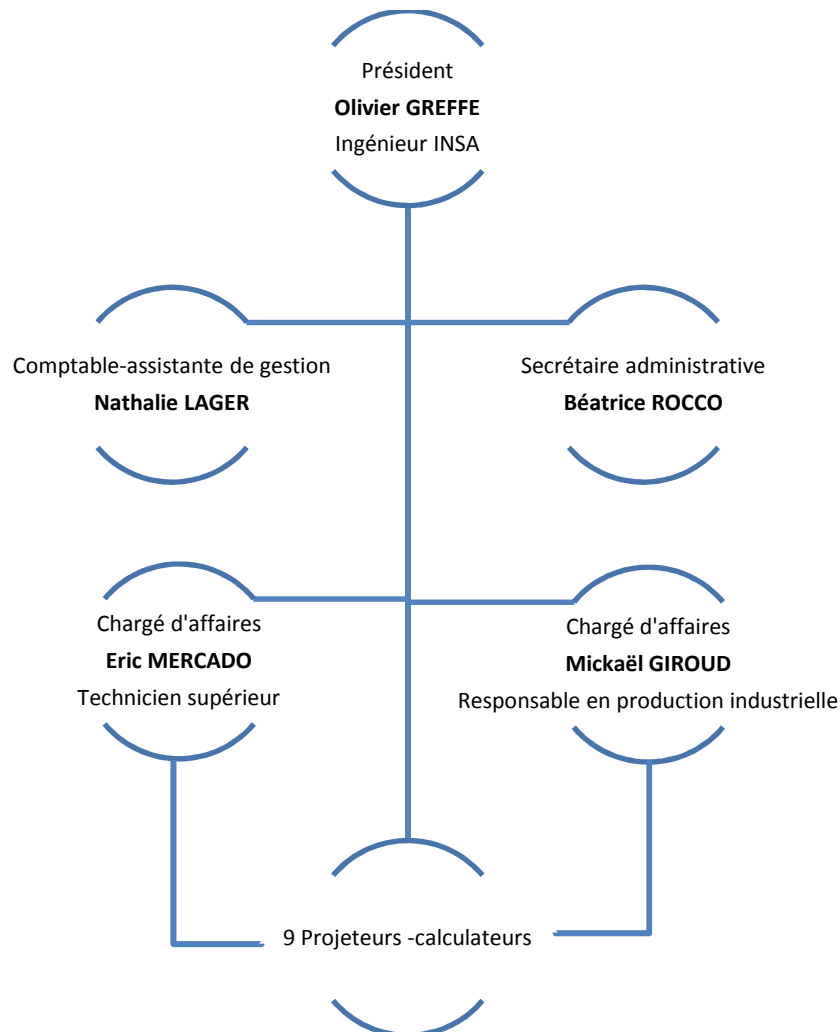 Président
Olivier GREFFE
Ingénieur INSA
Comptable-assistante de gestion
Nathalie LAGER
Secrétaire administrative
Béatrice ROCCO
Chargé d'affaires
Eric MERCADO
Technicien supérieur
Chargé d'affaires
Mickaël GIROUD
Responsable en production industrielle
9 Projeteurs -calculateurs